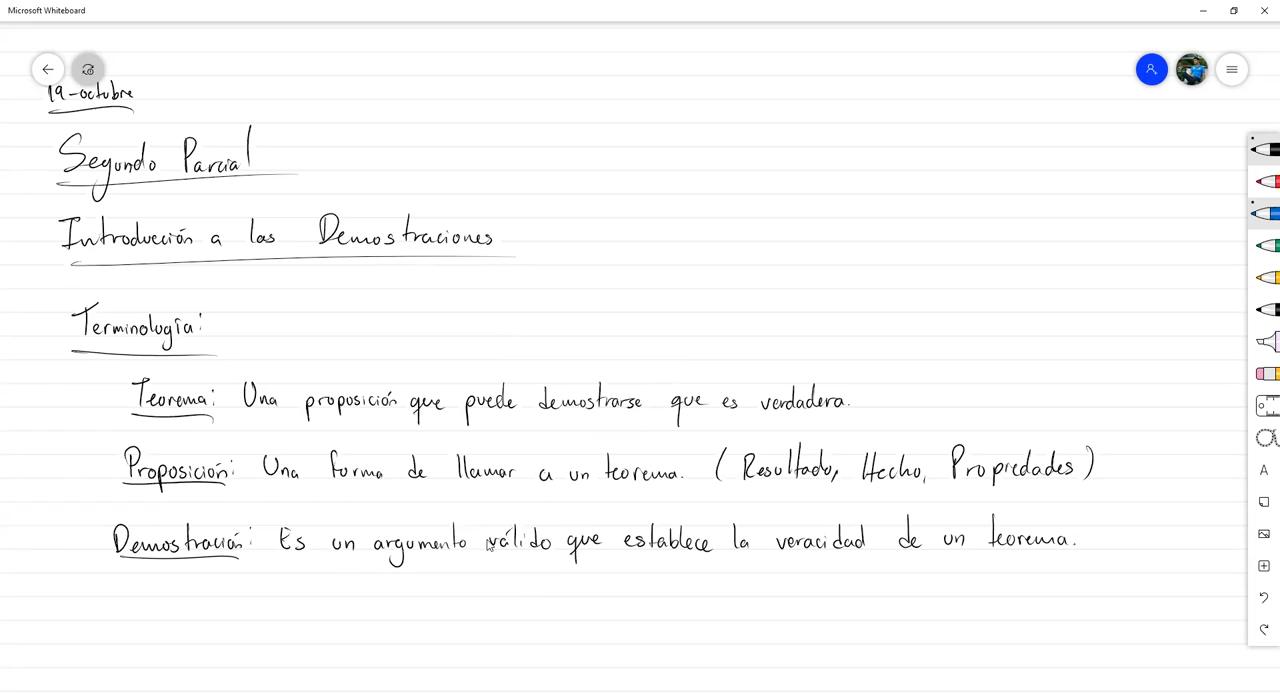 Microsoft Whiteboard
19-octubre
Segundo Parcial
Introducción a las Demostraciones
Terminología:
Teorema: Una proposición que puede demostrarse que es verdadera.
Proposición: Una forma de llamar a un teorema. (Resultado, Hecho, Propredades)
Demostración: Es un argumento válido que establece la veracidad de un teorema.
A